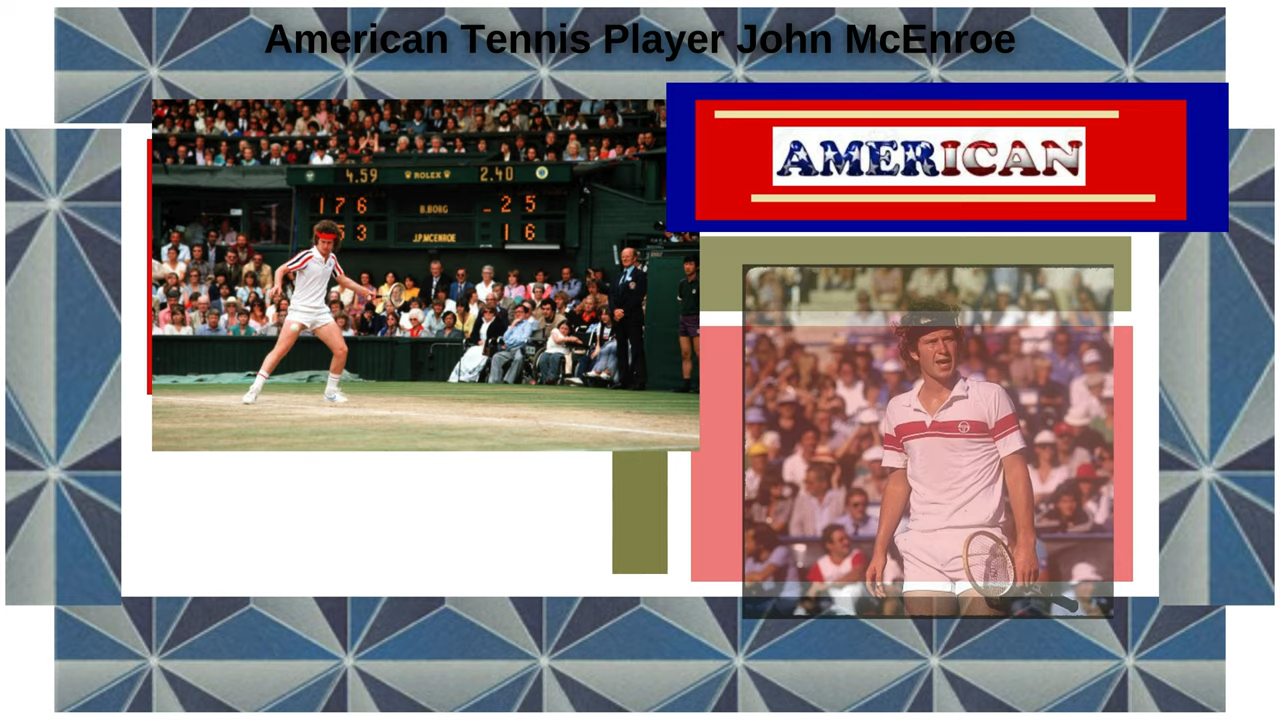 American Tennis Player John McEnroe
AMERICAN
4.59 ROLEX 2.40
1 7 6 B.BORG 2 5
5 3 J.P.MCENROE 1 6